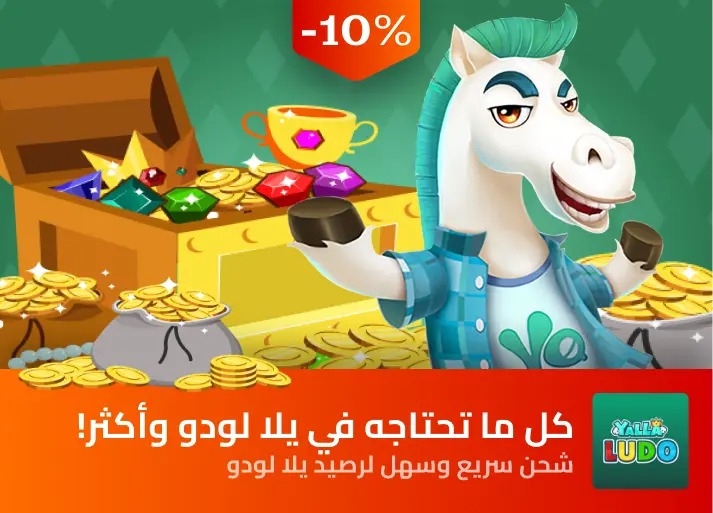 -10%
كل ما تحتاجه في يلا لودو وأكثر!
شحن سريع وسهل لرصيد يلا لودو
YALLA
LUDO